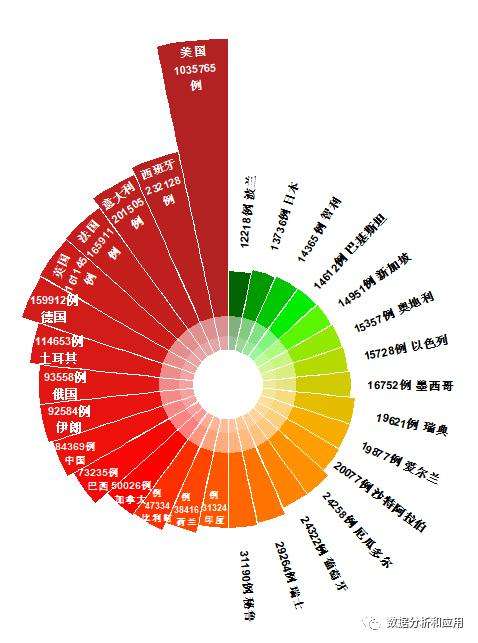 美国
1035765
例
西班牙
232128
例
意大利
201505
例
法国
165911
例
英国
161145
例
159912例
德国
114653例
土耳其
93558例
俄国
92584例
伊朗
84369例
中国
73235例
巴西
50026例
加拿大
例
47334
比利时
例
38416
荷兰
例
31324
印度
31190例 秘鲁
29264例 瑞士
24322例 葡萄牙
24258例 厄瓜多尔
20077例 沙特阿拉伯
19877例 爱尔兰
19621例 瑞典
16752例 墨西哥
15728例 以色列
15357例 奥地利
14951例 新加坡
14612例 巴基斯坦
14365例 智利
13736例 日本
12218例 波兰
数据分析和应用